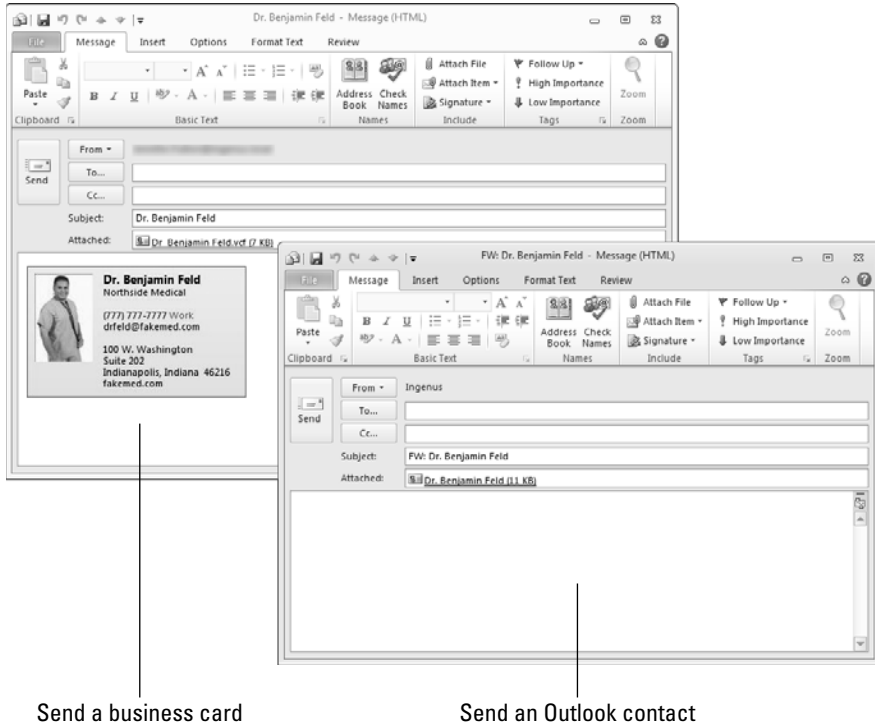 Dr. Benjamin Feld - Message (HTML)
File Message Insert Options Format Text Review
Paste
B I U
A A
A
Address Book
Check Names
Attach File
Attach Item
Signature
Follow Up
High Importance
Low Importance
Zoom
Clipboard Basic Text Names Include Tags Zoom
Send
From
To...
Cc...
Subject: Dr. Benjamin Feld
Attached: Dr. Benjamin Feld.vcf (7 KB)
Dr. Benjamin Feld
Northside Medical
(777) 777-7777 Work
drfeld@fakemed.com
100 W. Washington
Suite 202
Indianapolis, Indiana 46216
fakemed.com
FW: Dr. Benjamin Feld - Message (HTML)
File Message Insert Options Format Text Review
Paste
B I U
A A
A
Address Book
Check Names
Attach File
Attach Item
Signature
Follow Up
High Importance
Low Importance
Zoom
Clipboard Basic Text Names Include Tags Zoom
Send
From Ingenus
To...
Cc...
Subject: FW: Dr. Benjamin Feld
Attached: Dr. Benjamin Feld (11 KB)
Send a business card
Send an Outlook contact